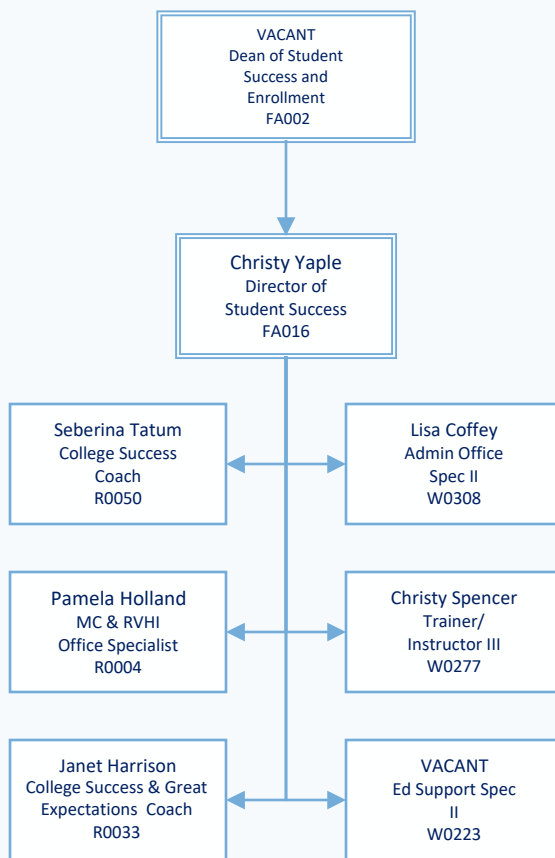 VACANT
Dean of Student
Success and
Enrollment
FA002
Christy Yaple
Director of
Student Success
FA016
Seberina Tatum
College Success
Coach
R0050
Lisa Coffey
Admin Office
Spec II
W0308
Pamela Holland
MC & RVHI
Office Specialist
R0004
Christy Spencer
Trainer/
Instructor III
W0277
Janet Harrison
College Success & Great
Expectations  Coach
R0033
VACANT
Ed Support Spec
II
W0223